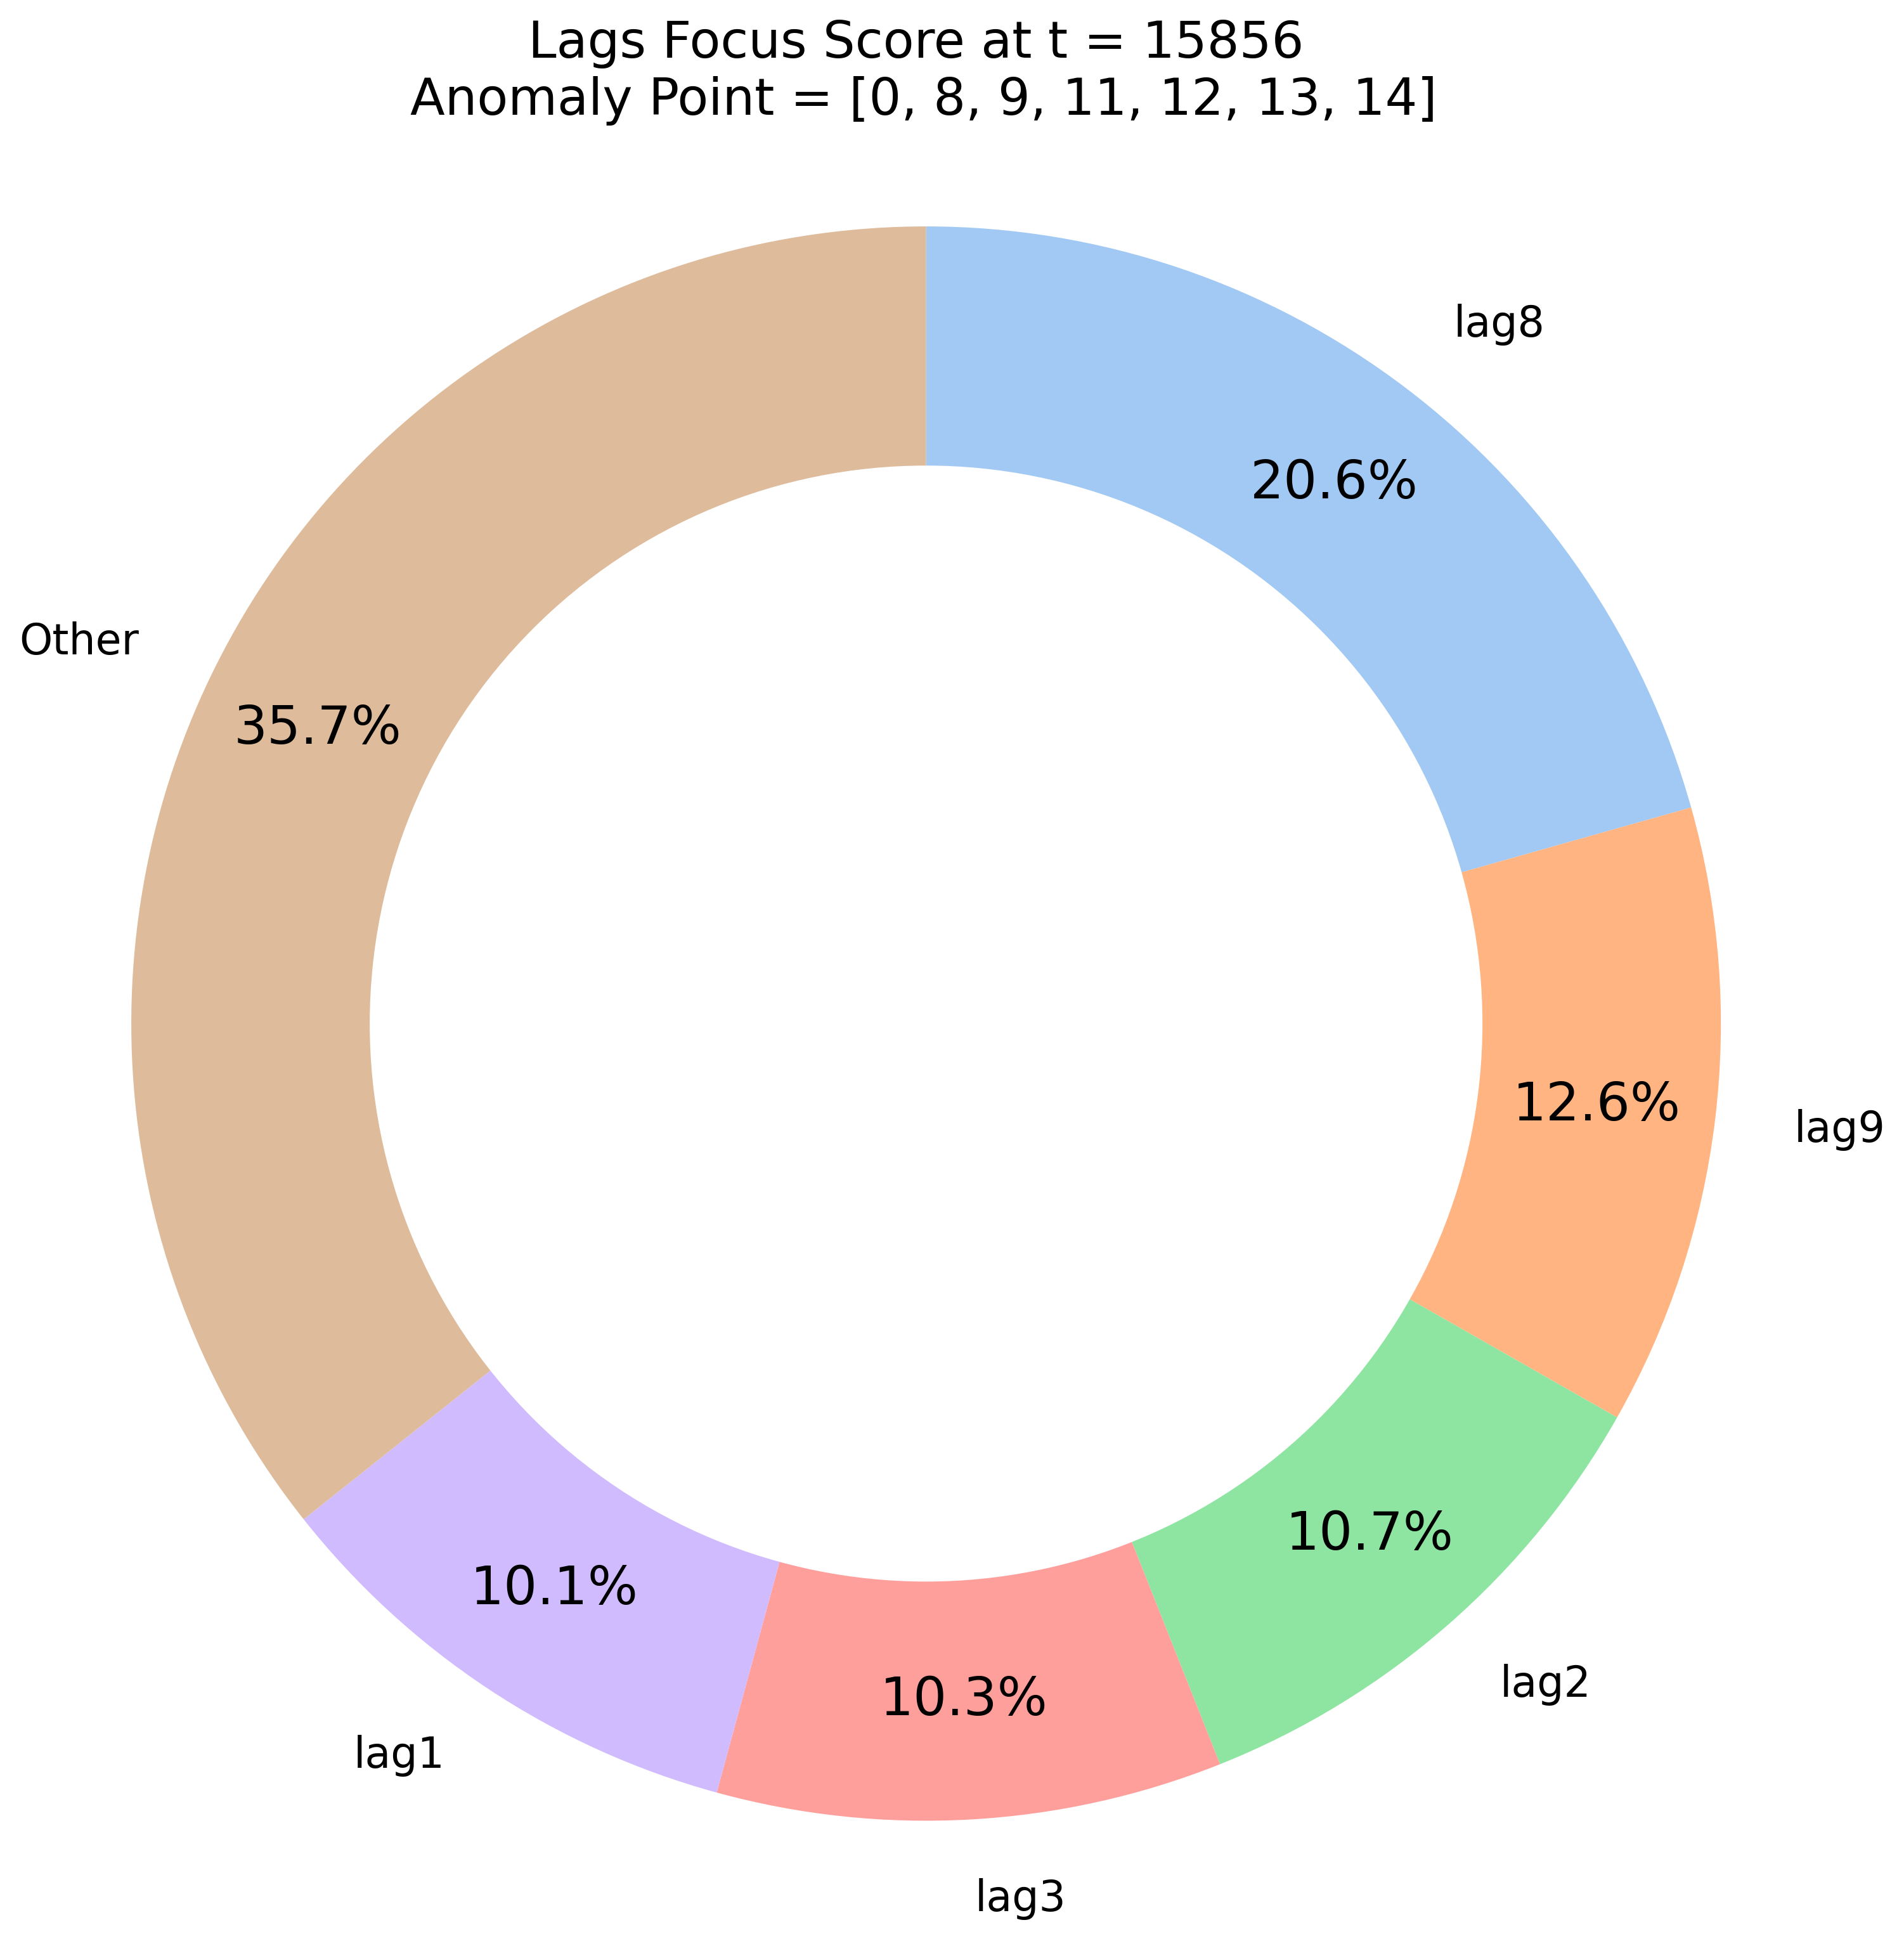 Lags Focus Score at t = 15856
Anomaly Point = [0, 8, 9, 11, 12, 13, 14]
lag8
20.6%
Other
35.7%
12.6%
lag9
10.7%
10.1%
lag2
10.3%
lag1
lag3